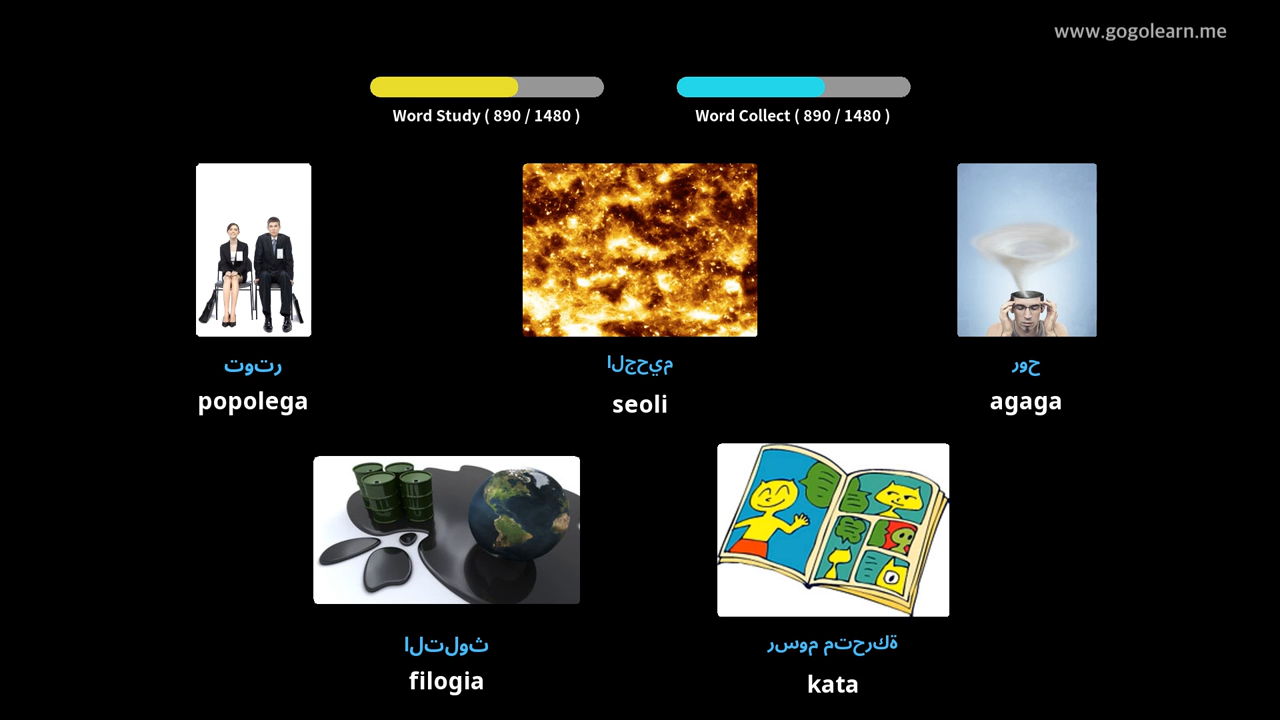 www.gogolearn.me
Word Study ( 890 / 1480 )
Word Collect ( 890 / 1480 )
توتر
popolega
الجحيم
seoli
روح
agaga
التلوث
filogia
رسوم متحركة
kata